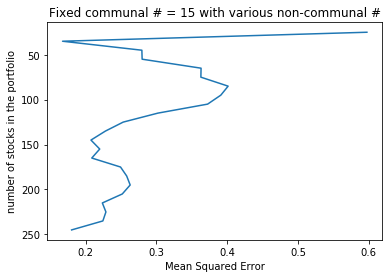 Fixed communal # = 15 with various non-communal #
number of stocks in the portfolio
50
100
150
200
250
0.2 0.3 0.4 0.5 0.6
Mean Squared Error